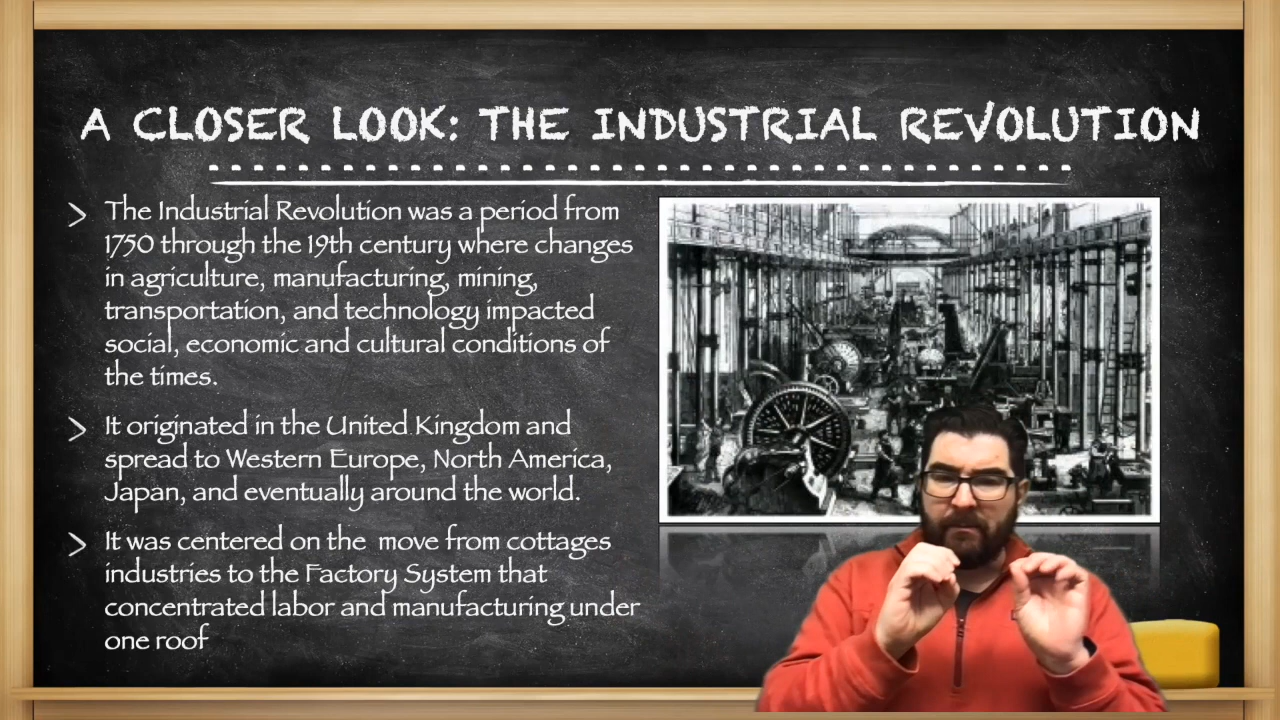 A CLOSER LOOK: THE INDUSTRIAL REVOLUTION
The Industrial Revolution was a period from
1750 through the 19th century where changes
in agriculture, manufacturing, mining,
transportation, and technology impacted
social, economic and cultural conditions of
the times.
It originated in the United Kingdom and
spread to Western Europe, North America,
Japan, and eventually around the world.
It was centered on the move from cottages
industries to the Factory System that
concentrated labor and manufacturing under
one roof